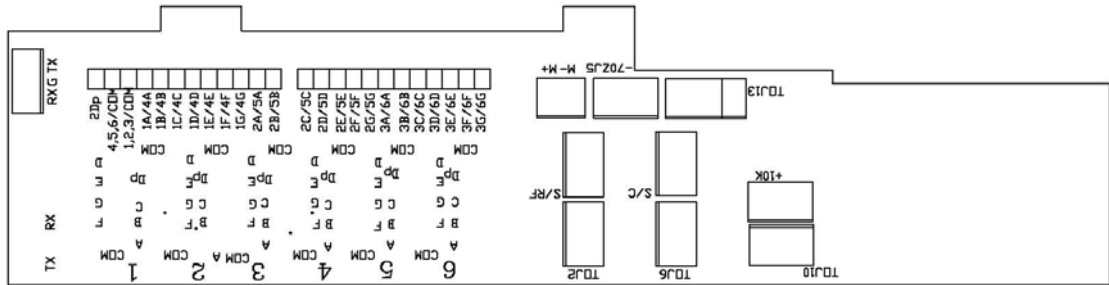 RX G TX
2Dp
4,5,6/COM
1,2,3/COM
1A/4A
1B/4B
1C/4C
1D/4D
1E/4E
1F/4F
1G/4G
2A/5A
2B/5B
2C/5C
2D/5D
2E/5E
2F/5F
2G/5G
3A/6A
3B/6B
3C/6C
3D/6D
3E/6E
3F/6F
3G/6G
M- M+
-70ZJ5
TOJ13
COM COM COM COM COM COM
D D D D D D
E Dp E Dp E Dp E Dp E Dp E Dp
G C G C G C G C G C G C
F B F B F B F B F B F B
A A A A A A
COM COM COM COM COM COM
1 2 3 4 5 6
TX RX
S/RF
S/C
+10K
TOJ2
TOJ6
TOJ10